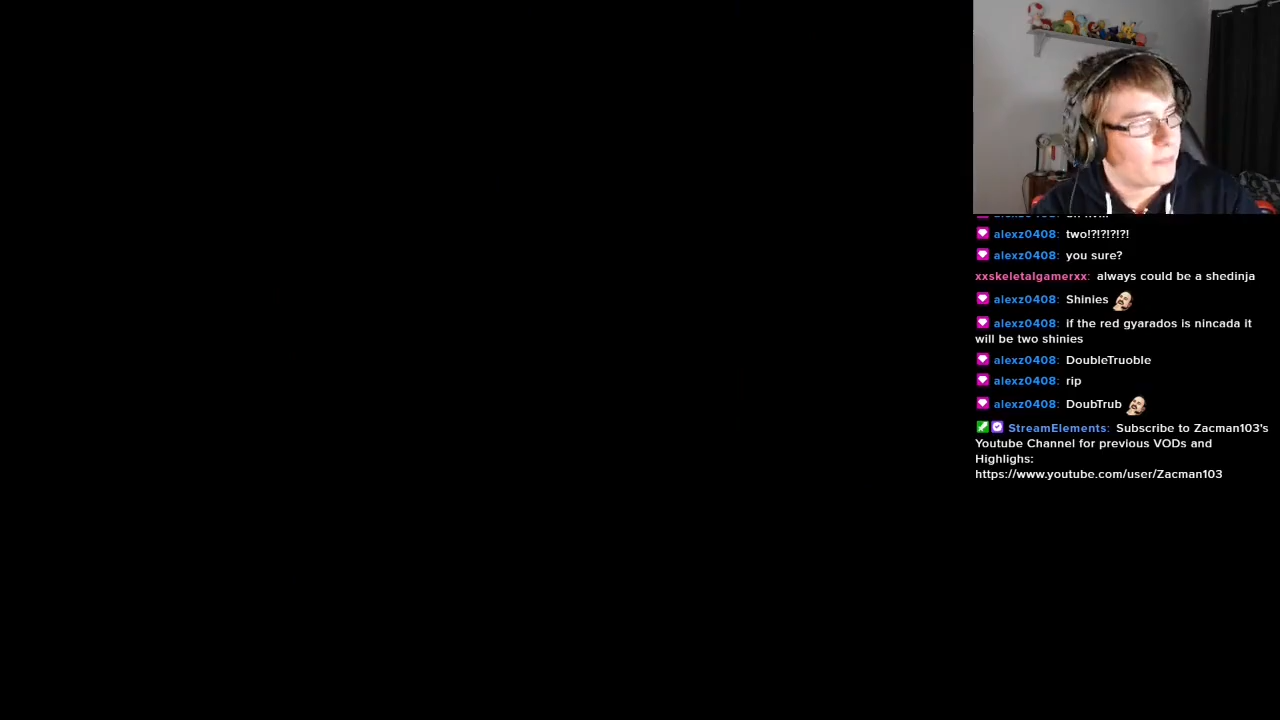 alexz0408: two!?!?!?!?!
alexz0408: you sure?
xxskeletalgamerxx: always could be a shedinja
alexz0408: Shinies
alexz0408: if the red gyarados is nincada it
will be two shinies
alexz0408: DoubleTruoble
alexz0408: rip
alexz0408: DoubTrub
StreamElements: Subscribe to Zacman103's
Youtube Channel for previous VODs and
Highlighs:
https://www.youtube.com/user/Zacman103